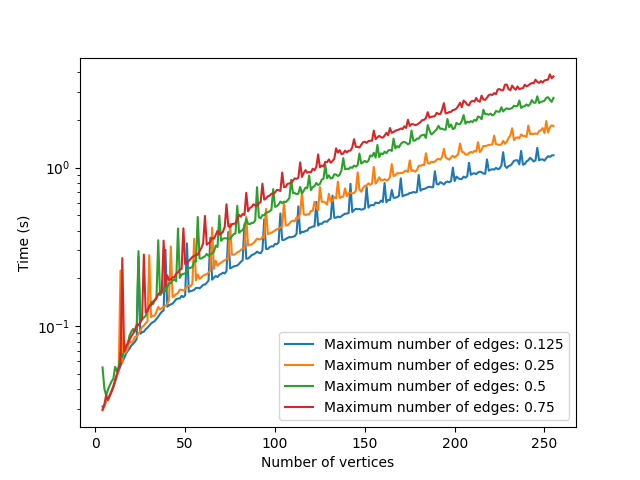 Time (s)
10⁰
10⁻¹
Maximum number of edges: 0.125
Maximum number of edges: 0.25
Maximum number of edges: 0.5
Maximum number of edges: 0.75
0 50 100 150 200 250
Number of vertices